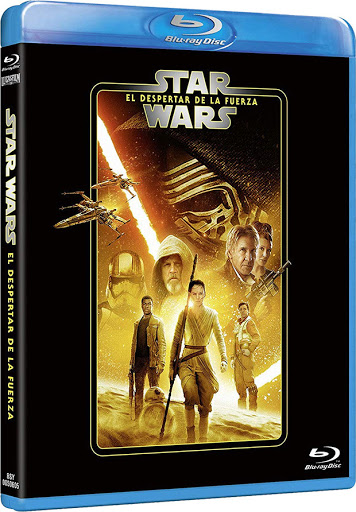 Blu-ray Disc
STAR
EL DESPERTAR DE LA FUERZA
WARS
Blu-ray Disc
STAR WARS
EL DESPERTAR DE LA FUERZA